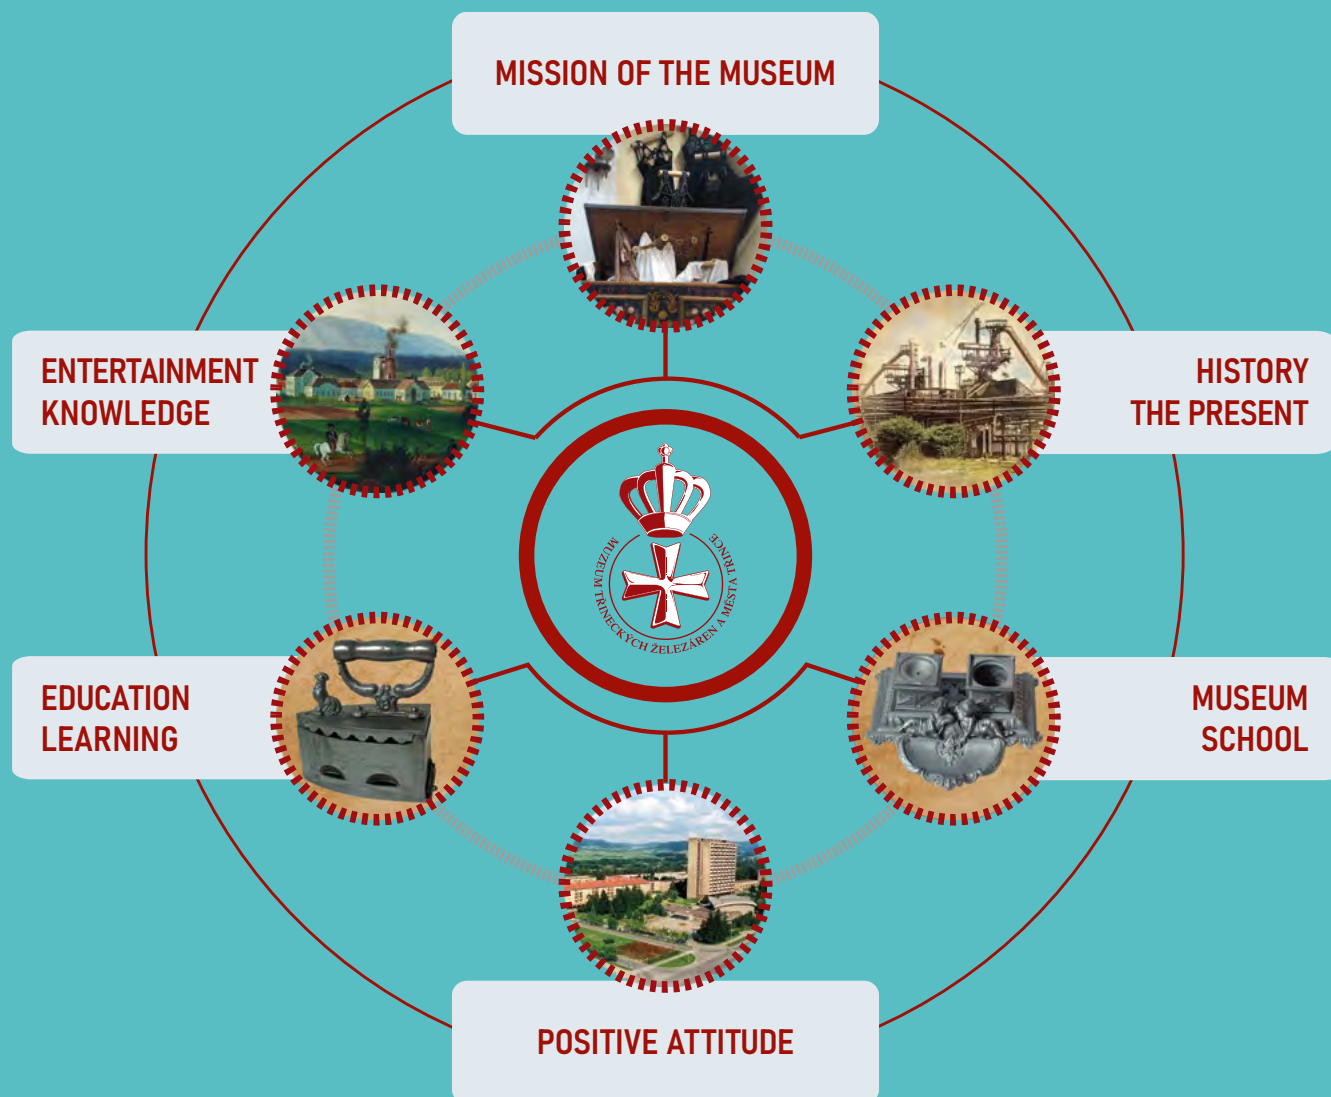 MISSION OF THE MUSEUM
ENTERTAINMENT
KNOWLEDGE
HISTORY
THE PRESENT
MUZEUM TŘINECKÝCH ŽELEZÁREN A MĚSTA TŘINCE
EDUCATION
LEARNING
MUSEUM
SCHOOL
POSITIVE ATTITUDE